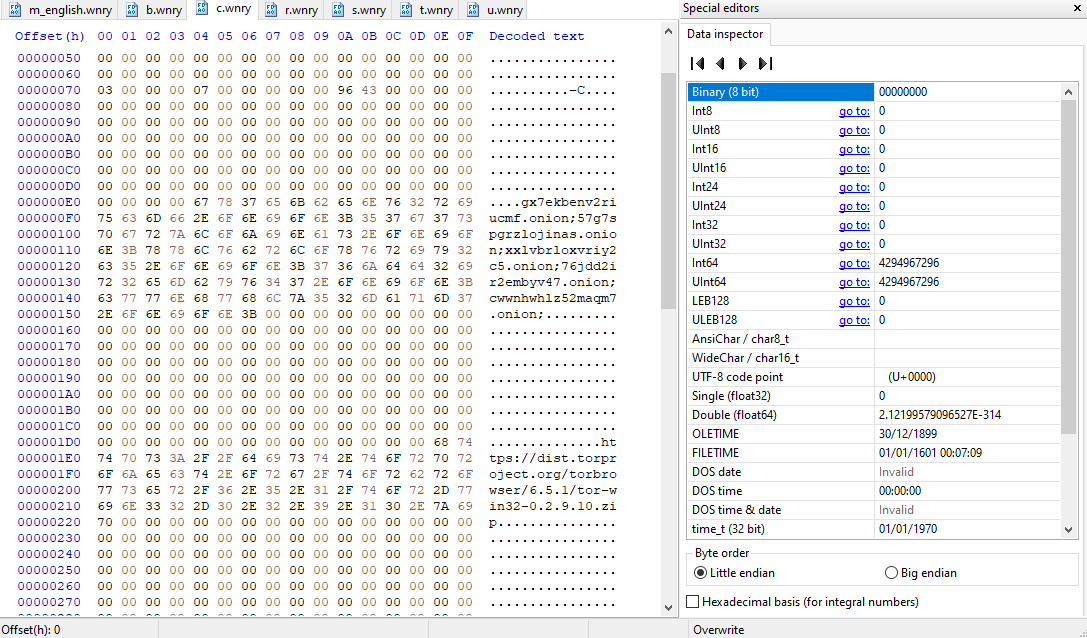 m_english.wnry b.wnry c.wnry r.wnry s.wnry t.wnry u.wnry
Offset(h) 00 01 02 03 04 05 06 07 08 09 0A 0B 0C 0D 0E 0F Decoded text
00000050 00 00 00 00 00 00 00 00 00 00 00 00 00 00 00 00 ................
00000060 00 00 00 00 00 00 00 00 00 00 00 00 00 00 00 00 ................
00000070 03 00 00 00 07 00 00 00 00 00 96 43 00 00 00 00 ..........–C....
00000080 00 00 00 00 00 00 00 00 00 00 00 00 00 00 00 00 ................
00000090 00 00 00 00 00 00 00 00 00 00 00 00 00 00 00 00 ................
000000A0 00 00 00 00 00 00 00 00 00 00 00 00 00 00 00 00 ................
000000B0 00 00 00 00 00 00 00 00 00 00 00 00 00 00 00 00 ................
000000C0 00 00 00 00 00 00 00 00 00 00 00 00 00 00 00 00 ................
000000D0 00 00 00 00 00 00 00 00 00 00 00 00 00 00 00 00 ................
000000E0 00 00 00 00 67 78 37 65 6B 62 65 6E 76 32 72 69 ....gx7ekbenv2ri
000000F0 75 63 6D 66 2E 6F 6E 69 6F 6E 3B 35 37 67 37 73 ucmf.onion;57g7s
00000100 70 67 72 7A 6C 6F 6A 69 6E 61 73 2E 6F 6E 69 6F pgrzlojinas.onio
00000110 6E 3B 78 78 6C 76 62 72 6C 6F 78 76 72 69 79 32 n;xxlvbrloxvriy2
00000120 63 35 2E 6F 6E 69 6F 6E 3B 37 36 6A 64 64 32 69 c5.onion;76jdd2i
00000130 72 32 65 6D 62 79 76 34 37 2E 6F 6E 69 6F 6E 3B r2embyv47.onion;
00000140 63 77 77 6E 68 77 68 6C 7A 35 32 6D 61 71 6D 37 cwwnhwhlz52maqm7
00000150 2E 6F 6E 69 6F 6E 3B 00 00 00 00 00 00 00 00 00 .onion;.........
00000160 00 00 00 00 00 00 00 00 00 00 00 00 00 00 00 00 ................
00000170 00 00 00 00 00 00 00 00 00 00 00 00 00 00 00 00 ................
00000180 00 00 00 00 00 00 00 00 00 00 00 00 00 00 00 00 ................
00000190 00 00 00 00 00 00 00 00 00 00 00 00 00 00 00 00 ................
000001A0 00 00 00 00 00 00 00 00 00 00 00 00 00 00 00 00 ................
000001B0 00 00 00 00 00 00 00 00 00 00 00 00 00 00 00 00 ................
000001C0 00 00 00 00 00 00 00 00 00 00 00 00 00 00 00 00 ................
000001D0 00 00 00 00 00 00 00 00 00 00 00 00 00 00 68 74 ..............ht
000001E0 74 70 73 3A 2F 2F 64 69 73 74 2E 74 6F 72 70 72 tps://dist.torpr
000001F0 6F 6A 65 63 74 2E 6F 72 67 2F 74 6F 72 62 72 6F oject.org/torbro
00000200 77 73 65 72 2F 36 2E 35 2E 31 2F 74 6F 72 2D 77 wser/6.5.1/tor-w
00000210 69 6E 33 32 2D 30 2E 32 2E 39 2E 31 30 2E 7A 69 in32-0.2.9.10.zi
00000220 70 00 00 00 00 00 00 00 00 00 00 00 00 00 00 00 p...............
00000230 00 00 00 00 00 00 00 00 00 00 00 00 00 00 00 00 ................
00000240 00 00 00 00 00 00 00 00 00 00 00 00 00 00 00 00 ................
00000250 00 00 00 00 00 00 00 00 00 00 00 00 00 00 00 00 ................
00000260 00 00 00 00 00 00 00 00 00 00 00 00 00 00 00 00 ................
00000270 00 00 00 00 00 00 00 00 00 00 00 00 00 00 00 00 ................
Offset(h): 0
Special editors
Data inspector
Binary (8 bit) 00000000
Int8 go to: 0
UInt8 go to: 0
Int16 go to: 0
UInt16 go to: 0
Int24 go to: 0
UInt24 go to: 0
Int32 go to: 0
UInt32 go to: 0
Int64 go to: 4294967296
UInt64 go to: 4294967296
LEB128 go to: 0
ULEB128 go to: 0
AnsiChar / char8_t
WideChar / char16_t
UTF-8 code point (U+0000)
Single (float32) 0
Double (float64) 2.12199579096527E-314
OLETIME 30/12/1899
FILETIME 01/01/1601 00:07:09
DOS date Invalid
DOS time 00:00:00
DOS time & date Invalid
time_t (32 bit) 01/01/1970
Byte order
Little endian Big endian
Hexadecimal basis (for integral numbers)
Overwrite